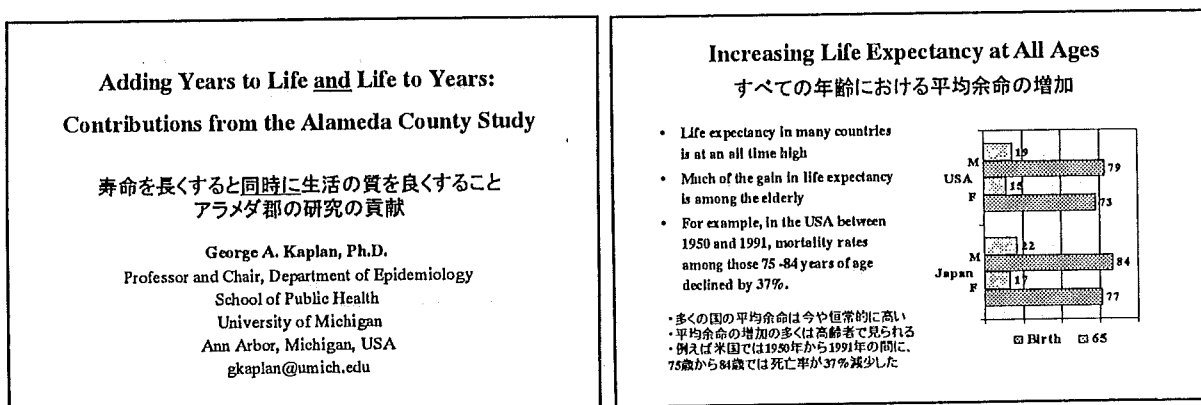 Adding Years to Life and Life to Years:
Contributions from the Alameda County Study
寿命を長くすると同時に生活の質を良くすること
アラメダ郡の研究の貢献
George A. Kaplan, Ph.D.
Professor and Chair, Department of Epidemiology
School of Public Health
University of Michigan
Ann Arbor, Michigan, USA
gkaplan@umich.edu
Increasing Life Expectancy at All Ages
すべての年齢における平均余命の増加
• Life expectancy in many countries
is at an all time high
• Much of the gain in life expectancy
is among the elderly
• For example, in the USA between
1950 and 1991, mortality rates
among those 75 -84 years of age
declined by 37%.
・多くの国の平均余命は今や恒常的に高い
・平均余命の増加の多くは高齢者で見られる
・例えば米国では1950年から1991年の間に、
75歳から84歳では死亡率が37%減少した
19
M
79
USA
15
F
73
22
M
84
Japan
17
F
77
Birth 65